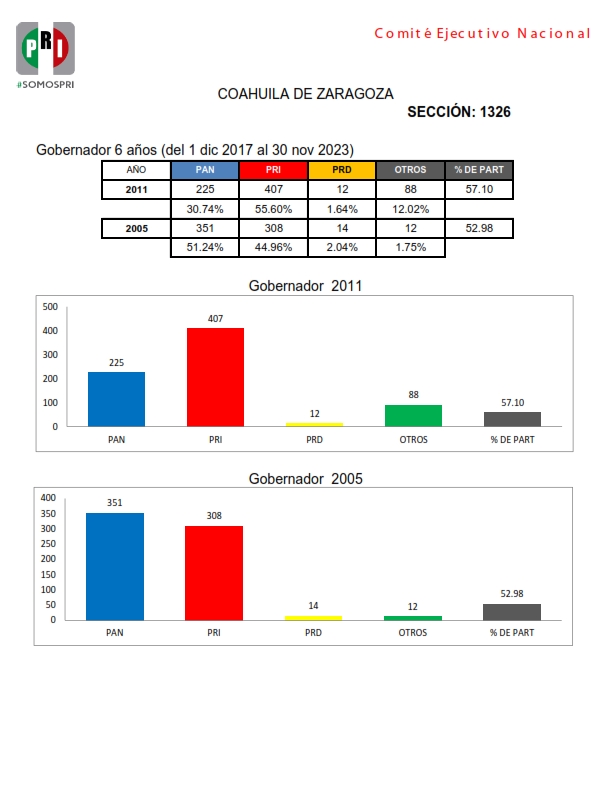 PRI
#SOMOSPRI
Comité Ejecutivo Nacional
COAHUILA DE ZARAGOZA
SECCIÓN: 1326
Gobernador 6 años (del 1 dic 2017 al 30 nov 2023)
AÑO PAN PRI PRD OTROS % DE PART
2011 225 407 12 88 57.10
30.74% 55.60% 1.64% 12.02%
2005 351 308 14 12 52.98
51.24% 44.96% 2.04% 1.75%
Gobernador 2011
500
400
300
200
100
0
225
407
12
88
57.10
PAN PRI PRD OTROS % DE PART
Gobernador 2005
400
350
300
250
200
150
100
50
0
351
308
14
12
52.98
PAN PRI PRD OTROS % DE PART